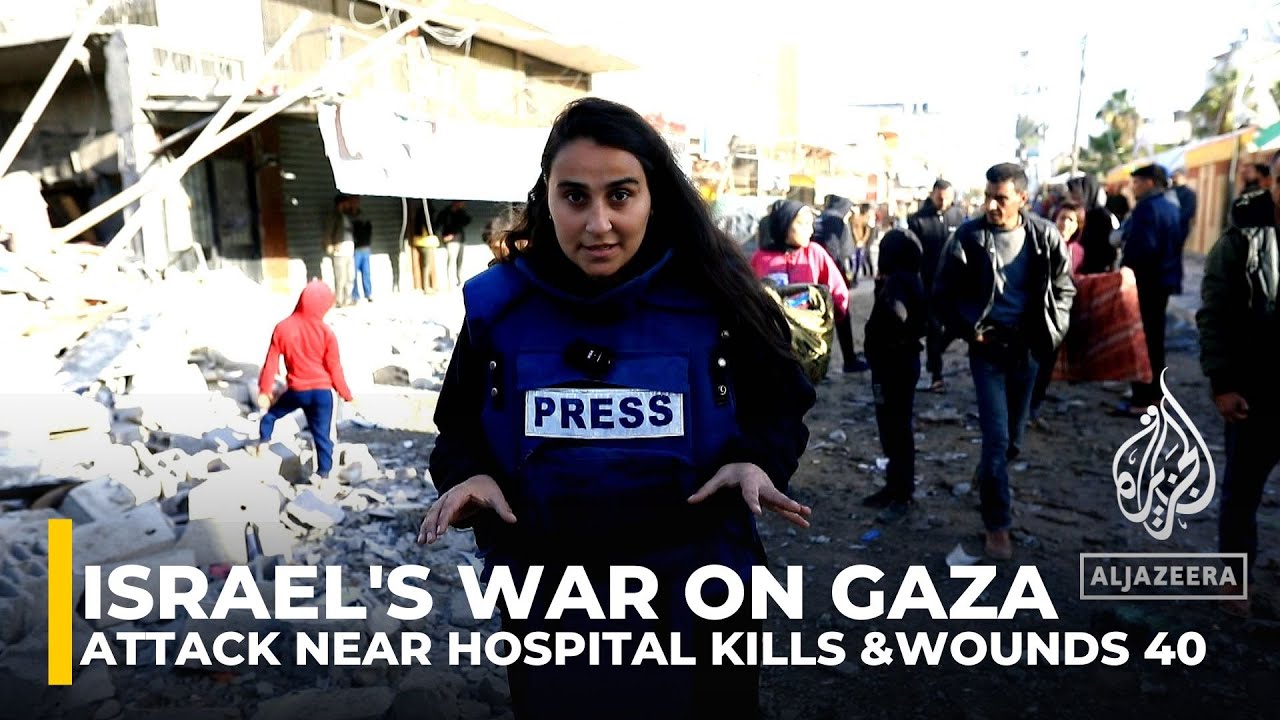 PRESS
الجزيرة
ALJAZEERA
ISRAEL'S WAR ON GAZA
ATTACK NEAR HOSPITAL KILLS &WOUNDS 40